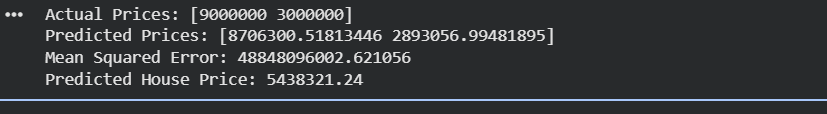 Actual Prices: [9000000 3000000]
Predicted Prices: [8706300.51813446 2893056.99481895]
Mean Squared Error: 48848096002.621056
Predicted House Price: 5438321.24